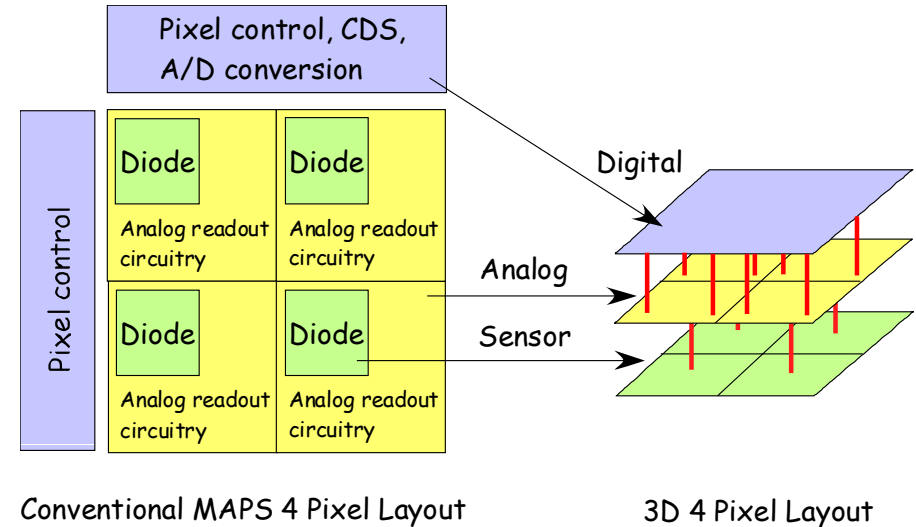 Pixel control, CDS,
A/D conversion
Pixel control
Diode
Analog readout
circuitry
Diode
Analog readout
circuitry
Diode
Analog readout
circuitry
Diode
Analog readout
circuitry
Digital
Analog
Sensor
Conventional MAPS 4 Pixel Layout
3D 4 Pixel Layout